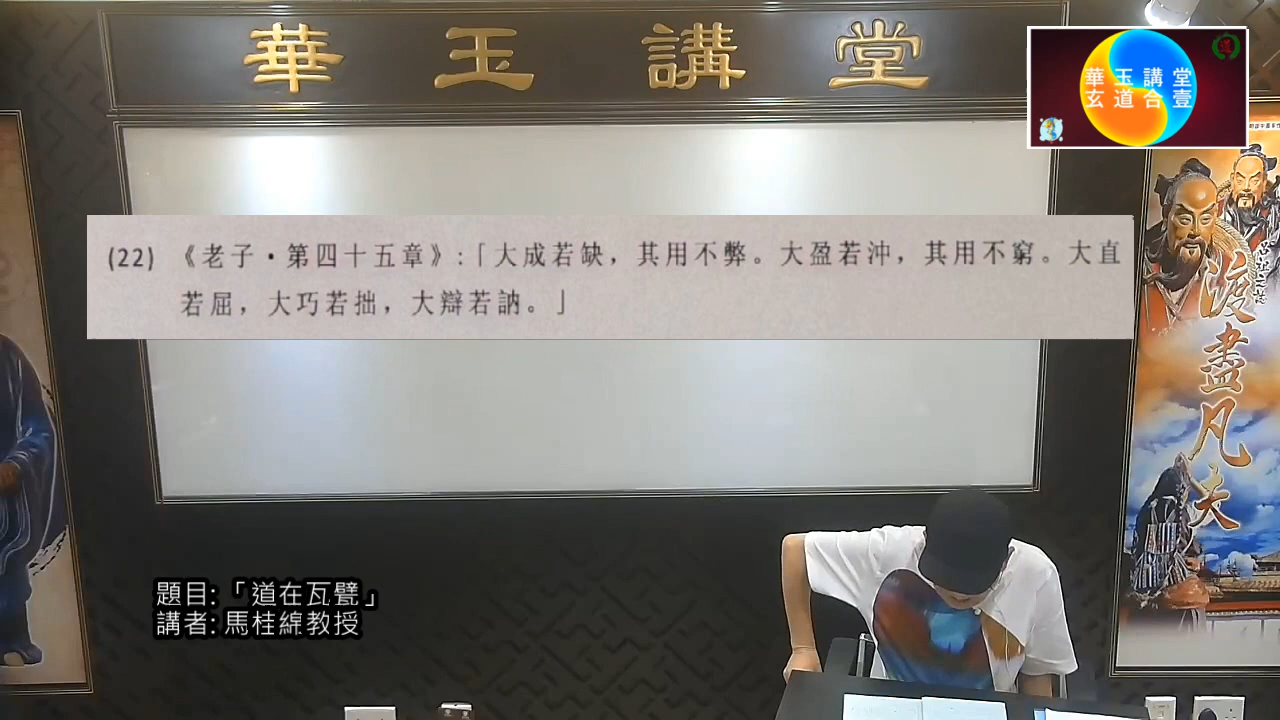 華玉講堂
華玉講堂
玄道合壹
道
(22) 《老子·第四十五章》:「大成若缺，其用不弊。大盈若沖，其用不窮。大直
若屈，大巧若拙，大辯若訥。」
渡盡凡夫
題目:「道在瓦甓」
講者:馬桂綿教授